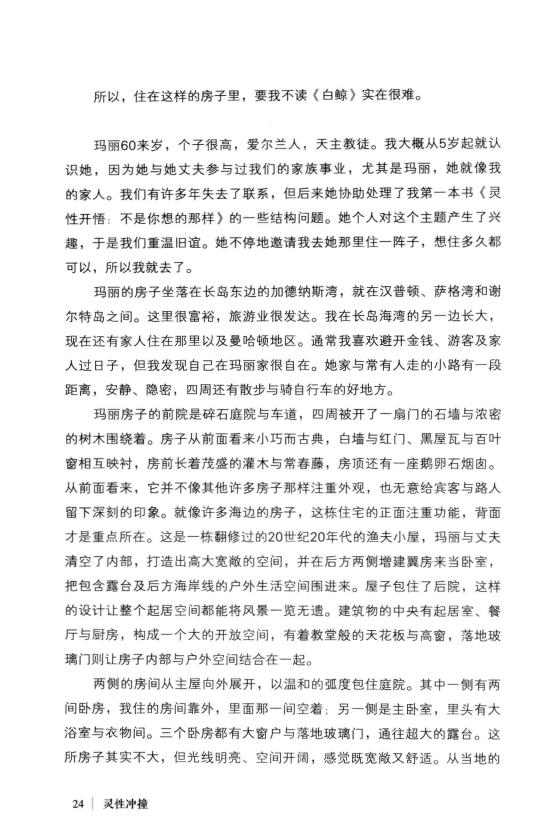 所以，住在这样的房子里，要我不读《白鲸》实在很难。
玛丽60来岁，个子很高，爱尔兰人，天主教徒。我大概从5岁起就认
识她，因为她与她丈夫参与过我们的家族事业，尤其是玛丽，她就像我
的家人。我们有许多年失去了联系，但后来她协助处理了我第一本书《灵
性开悟：不是你想的那样》的一些结构问题。她个人对这个主题产生了兴
趣，于是我们重温旧谊。她不停地邀请我去她那里住一阵子，想住多久都
可以，所以我就去了。
玛丽的房子坐落在长岛东边的加德纳斯湾，就在汉普顿、萨格湾和谢
尔特岛之间。这里很富裕，旅游业很发达。我在长岛海湾的另一边长大，
现在还有家人住在那里以及曼哈顿地区。通常我喜欢避开金钱、游客及家
人过日子，但我发现自己在玛丽家很自在。她家与常有人走的小路有一段
距离，安静、隐密，四周还有散步与骑自行车的好地方。
玛丽房子的前院是碎石庭院与车道，四周被开了一扇门的石墙与浓密
的树木围绕着。房子从前面看来小巧而古典，白墙与红门、黑屋瓦与百叶
窗相互映衬，房前长着茂盛的灌木与常春藤，房顶还有一座鹅卵石烟囱。
从前面看来，它并不像其他许多房子那样注重外观，也无意给宾客与路人
留下深刻的印象。就像许多海边的房子，这栋住宅的正面注重功能，背面
才是重点所在。这是一栋翻修过的20世纪20年代的渔夫小屋，玛丽与丈夫
清空了内部，打造出高大宽敞的空间，并在后方两侧增建翼房来当卧室，
把包含露台及后方海岸线的户外生活空间围进来。屋子包住了后院，这样
的设计让整个起居空间都能将风景一览无遗。建筑物的中央有起居室、餐
厅与厨房，构成一个大的开放空间，有着教堂般的天花板与高窗，落地玻
璃门则让房子内部与户外空间结合在一起。
两侧的房间从主屋向外展开，以温和的弧度包住庭院。其中一侧有两
间卧房，我住的房间靠外，里面那一间空着；另一侧是主卧室，里头有大
浴室与衣物间。三个卧房都有大窗户与落地玻璃门，通往超大的露台。这
所房子其实不大，但光线明亮、空间开阔，感觉既宽敞又舒适。从当地的
24 | 灵性冲撞